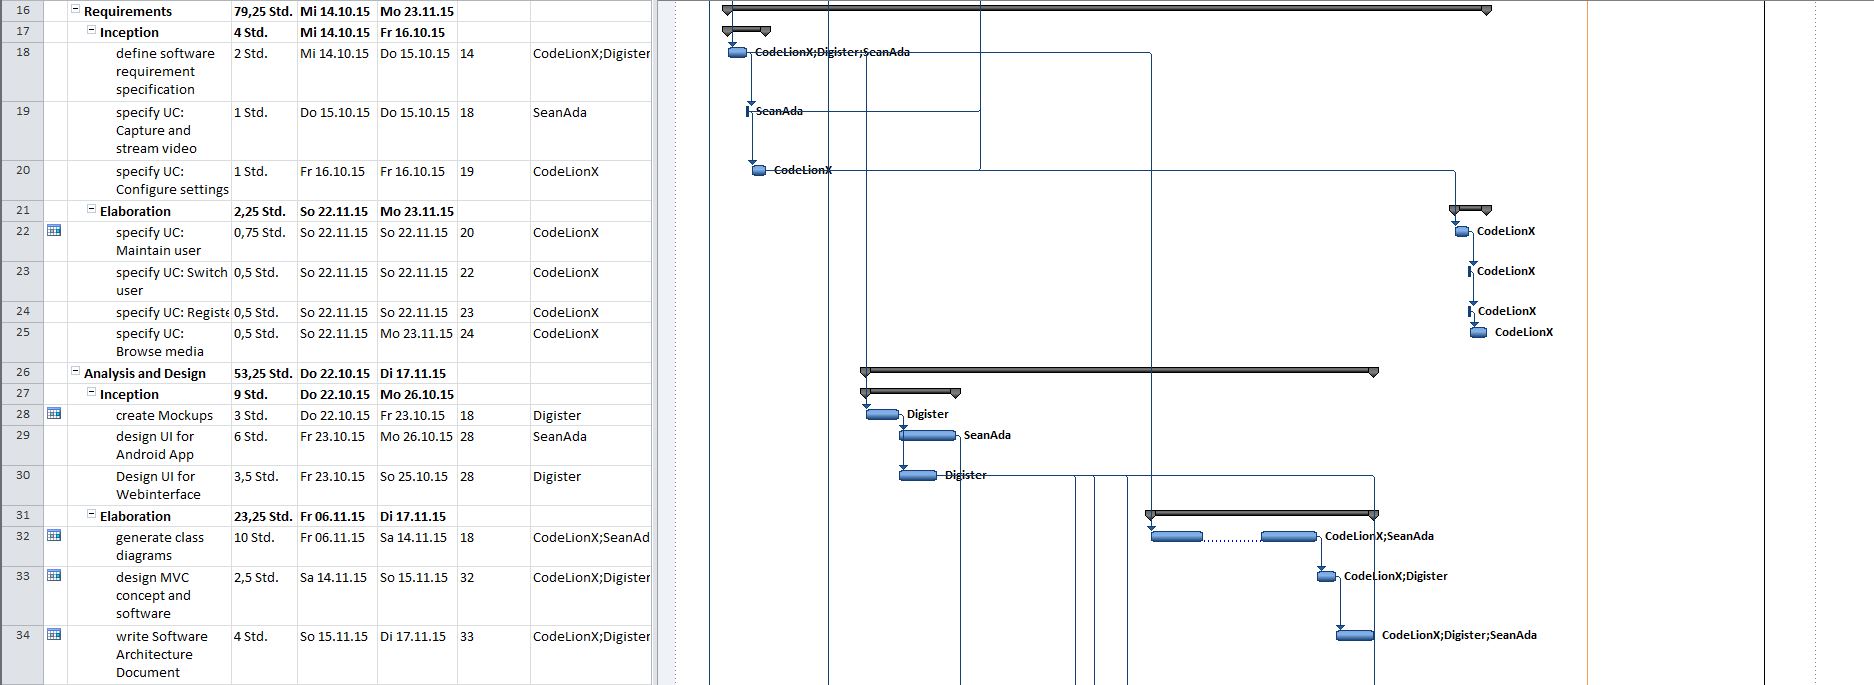 16 Requirements 79,25 Std. Mi 14.10.15 Mo 23.11.15
17 Inception 4 Std. Mi 14.10.15 Fr 16.10.15
18 define software 2 Std. Mi 14.10.15 Do 15.10.15 14 CodeLionX;Digister CodeLionX;Digister;SeanAda
requirement
specification
19 specify UC: 1 Std. Do 15.10.15 Do 15.10.15 18 SeanAda SeanAda
Capture and
stream video
20 specify UC: 1 Std. Fr 16.10.15 Fr 16.10.15 19 CodeLionX CodeLionX
Configure settings
21 Elaboration 2,25 Std. So 22.11.15 Mo 23.11.15
22 specify UC: 0,75 Std. So 22.11.15 So 22.11.15 20 CodeLionX CodeLionX
Maintain user
23 specify UC: Switch 0,5 Std. So 22.11.15 So 22.11.15 22 CodeLionX CodeLionX
user
24 specify UC: Registe 0,5 Std. So 22.11.15 So 22.11.15 23 CodeLionX CodeLionX
25 specify UC: 0,5 Std. So 22.11.15 Mo 23.11.15 24 CodeLionX CodeLionX
Browse media
26 Analysis and Design 53,25 Std. Do 22.10.15 Di 17.11.15
27 Inception 9 Std. Do 22.10.15 Mo 26.10.15
28 create Mockups 3 Std. Do 22.10.15 Fr 23.10.15 18 Digister Digister
29 design UI for 6 Std. Fr 23.10.15 Mo 26.10.15 28 SeanAda SeanAda
Android App
30 Design UI for 3,5 Std. Fr 23.10.15 So 25.10.15 28 Digister Digister
Webinterface
31 Elaboration 23,25 Std. Fr 06.11.15 Di 17.11.15
32 generate class 10 Std. Fr 06.11.15 Sa 14.11.15 18 CodeLionX;SeanAd CodeLionX;SeanAda
diagrams
33 design MVC 2,5 Std. Sa 14.11.15 So 15.11.15 32 CodeLionX;Digister CodeLionX;Digister
concept and
software
34 write Software 4 Std. So 15.11.15 Di 17.11.15 33 CodeLionX;Digister CodeLionX;Digister;SeanAda
Architecture
Document